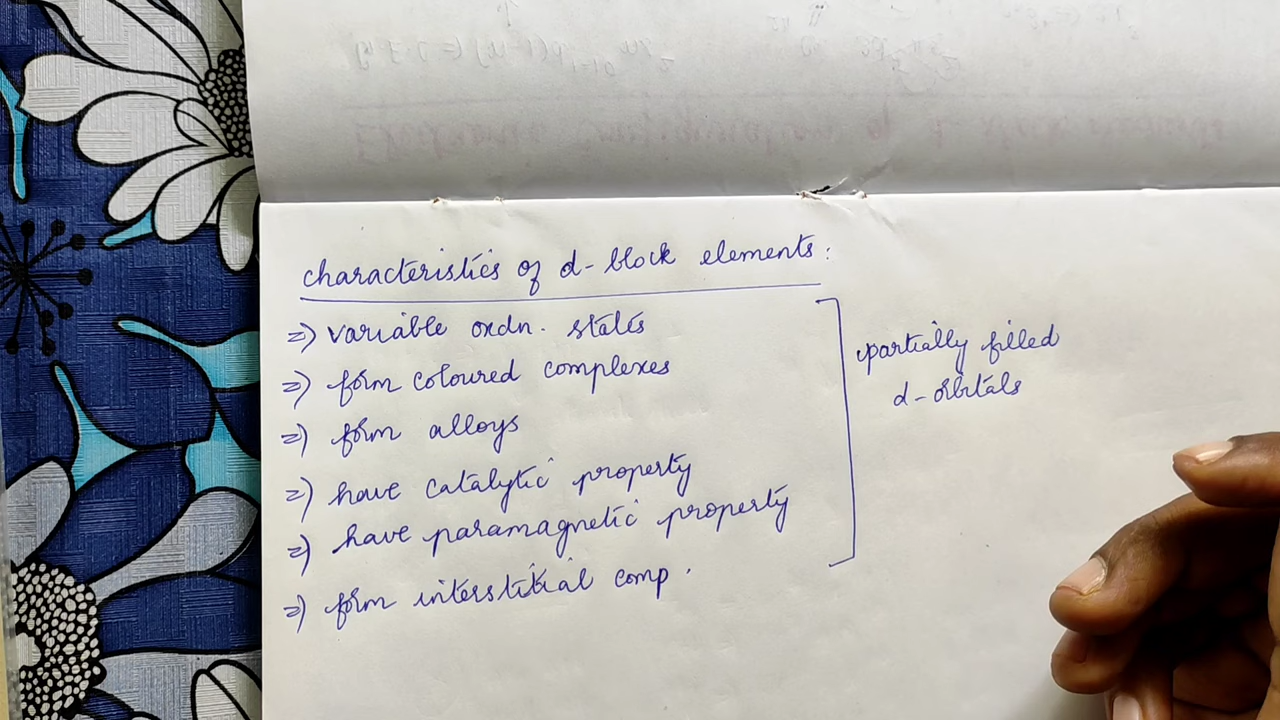 characteristics of d-block elements:
=) variable oxdn. states
=) form coloured complexes
=) form alloys
=) have catalytic property
=) have paramagnetic property
=) form interstitial comp.
partially filled
d-orbitals